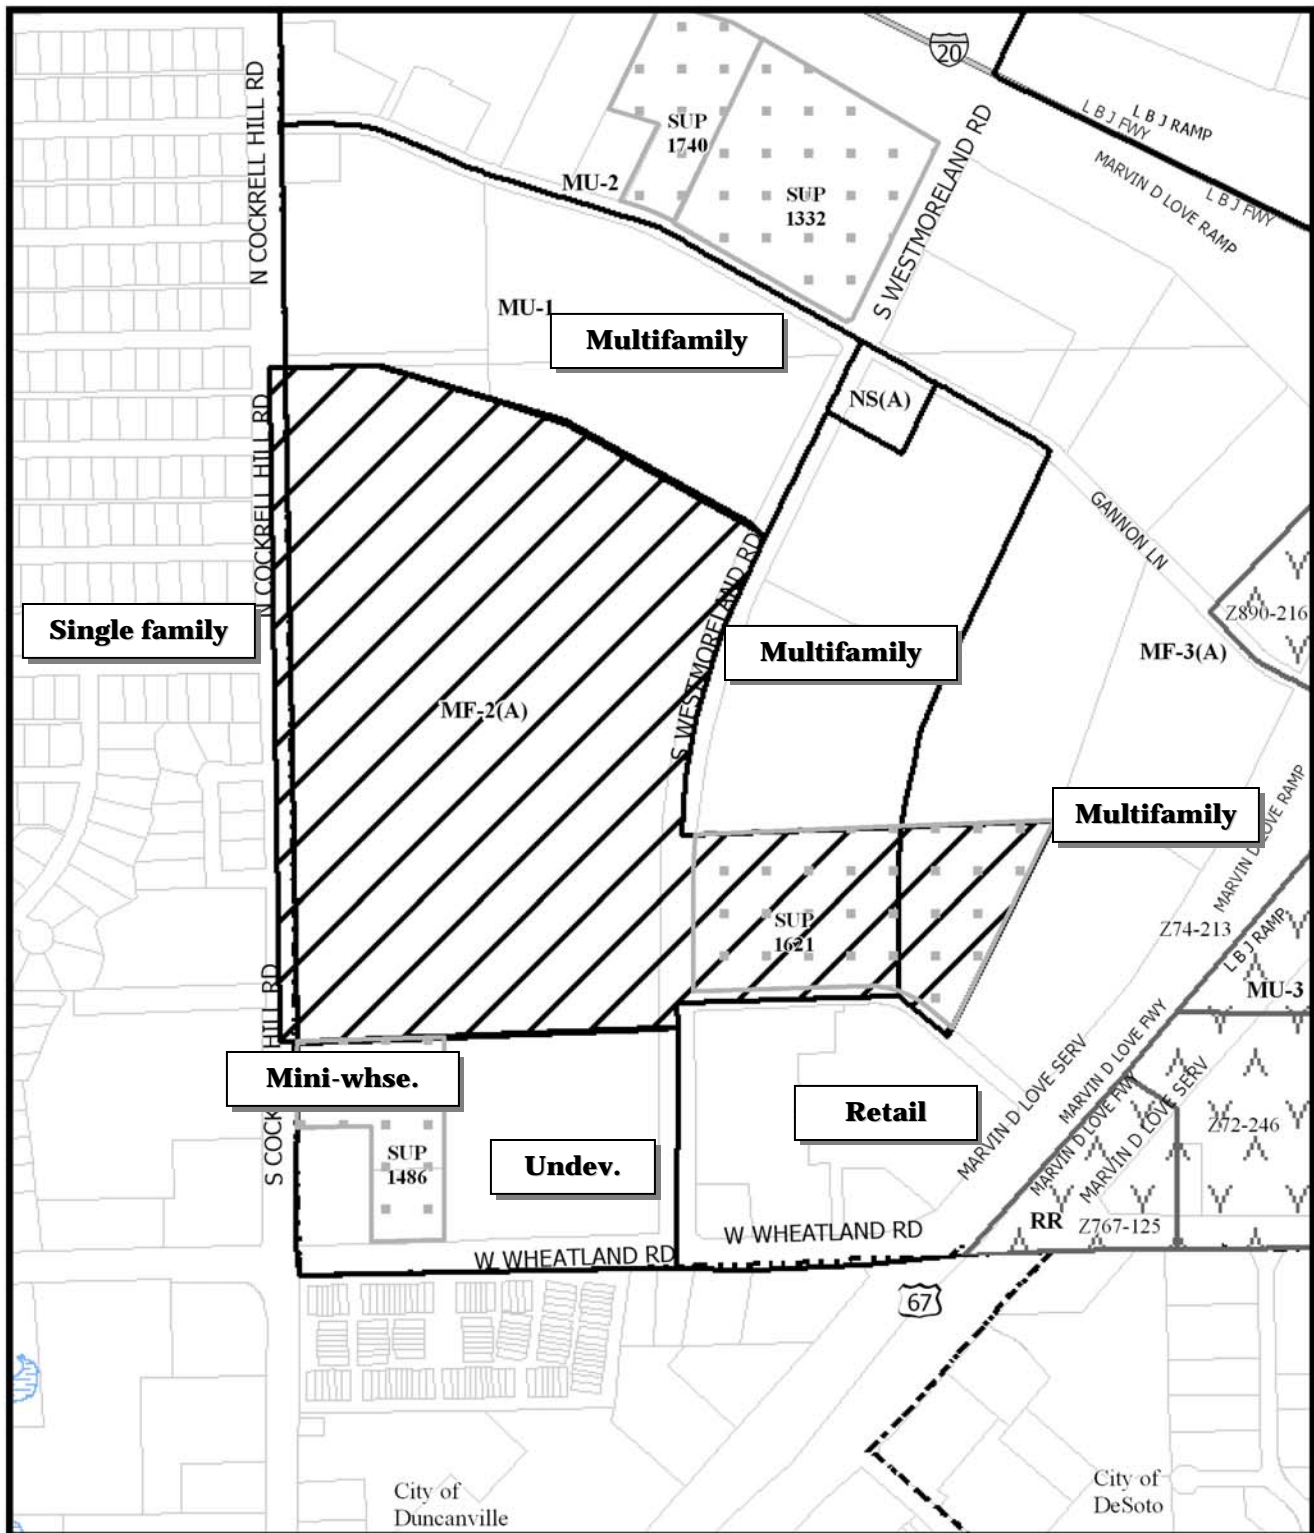 20
L B J RAMP
L B J FWY
L B J FWY
MARVIN D LOVE RAMP
N COCKRELL HILL RD
SUP
1740
MU-2
SUP
1332
S WESTMORELAND RD
MU-1
Multifamily
NS(A)
N COCKRELL HILL RD
GANNON LN
S WESTMORELAND RD
Single family
Z890-216
Multifamily
MF-3(A)
MF-2(A)
MARVIN D LOVE RAMP
Multifamily
SUP
1621
Z74-213
L B J RAMP
MU-3
HILL RD
S COCK
Mini-whse.
MARVIN D LOVE SERV
MARVIN D LOVE FWY
MARVIN D LOVE FWY
MARVIN D LOVE SERV
Retail
Z72-246
SUP
1486
Undev.
RR
Z767-125
W WHEATLAND RD
W WHEATLAND RD
67
City of
Duncanville
City of
DeSoto